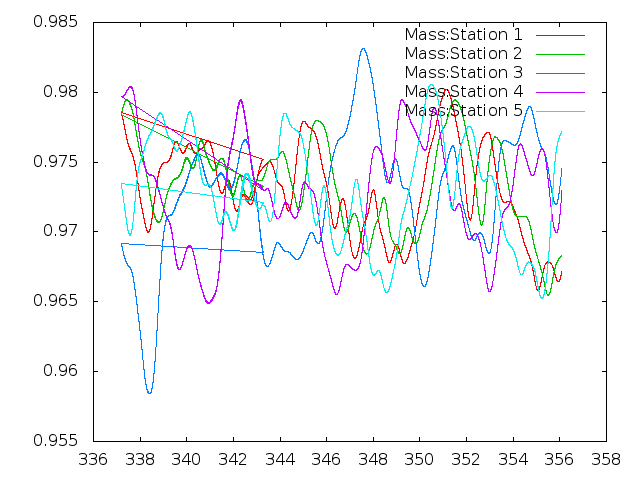 0.985
0.98
0.975
0.97
0.965
0.96
0.955
336 338 340 342 344 346 348 350 352 354 356 358
Mass:Station 1
Mass:Station 2
Mass:Station 3
Mass:Station 4
Mass:Station 5